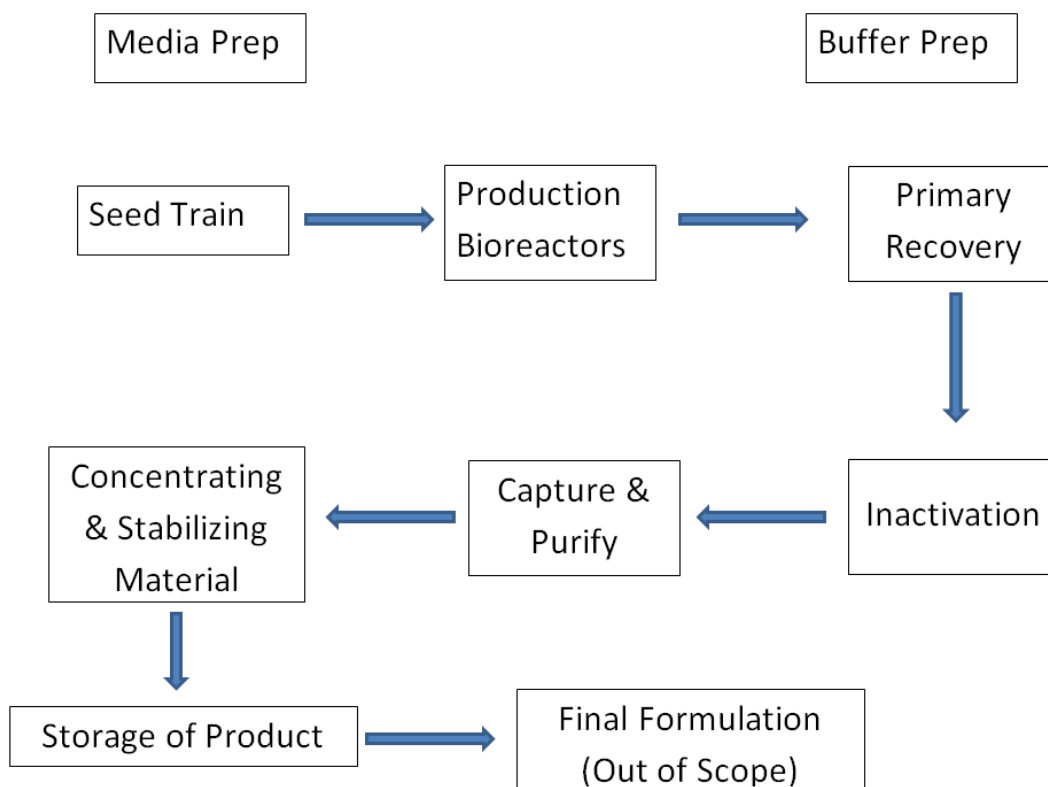 Media Prep
Buffer Prep
Seed Train
Production
Bioreactors
Primary
Recovery
Inactivation
Capture &
Purify
Concentrating
& Stabilizing
Material
Storage of Product
Final Formulation
(Out of Scope)